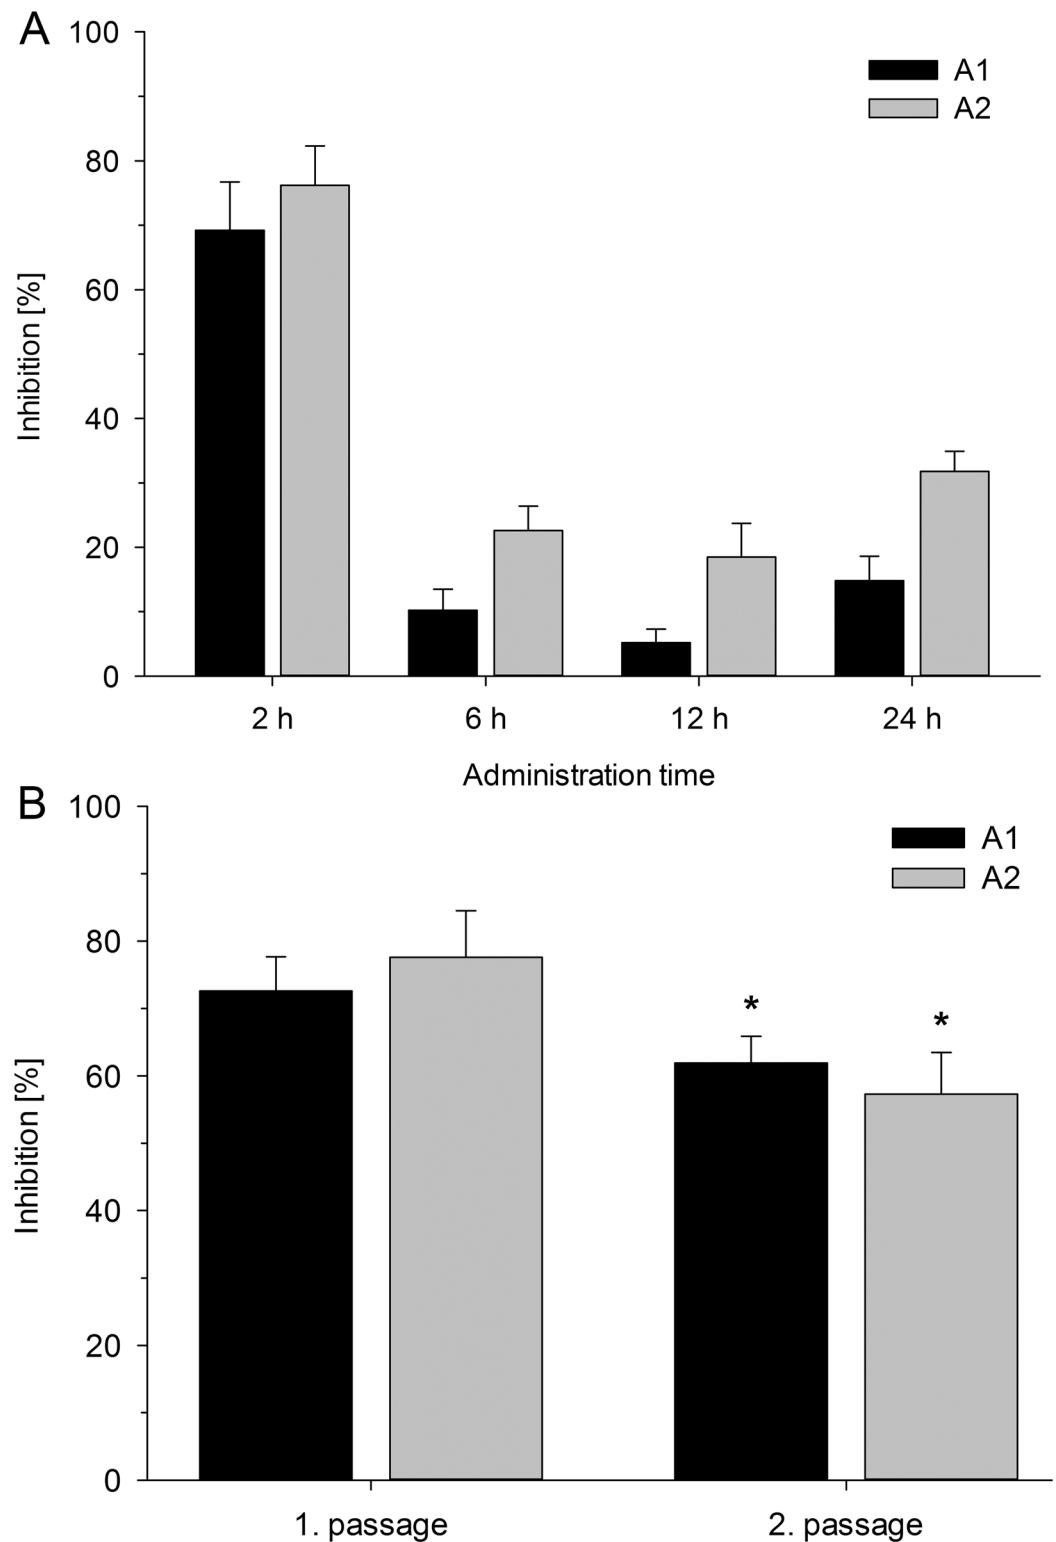 A
100
A1
A2
80
60
40
20
0
Inhibition [%]
2 h 6 h 12 h 24 h
Administration time
B
100
A1
A2
80
60
40
20
0
Inhibition [%]
* *
1. passage 2. passage